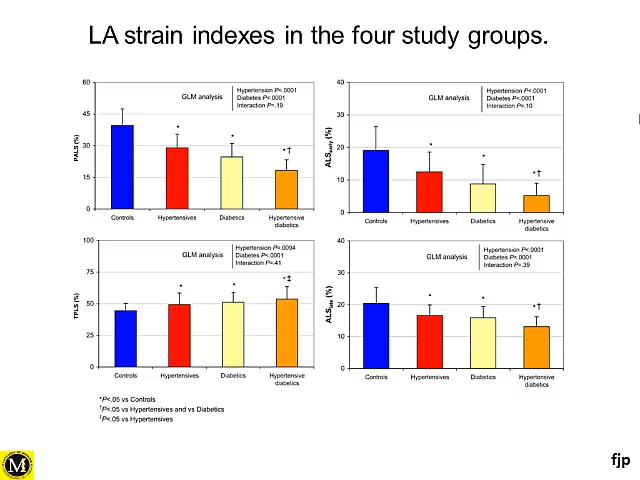 LA strain indexes in the four study groups.
PALS (%)
60
45
30
15
0
GLM analysis
Hypertension P<.0001
Diabetes P<.0001
Interaction P=.19
*
*
*†
Controls
Hypertensives
Diabetics
Hypertensive
diabetics
ALSearly (%)
40
30
20
10
0
GLM analysis
Hypertension P<.0001
Diabetes P<.0001
Interaction P=.10
*
*
*†
Controls
Hypertensives
Diabetics
Hypertensive
diabetics
TPLS (%)
100
75
50
25
0
GLM analysis
Hypertension P=.0094
Diabetes P<.0001
Interaction P=.41
*
*
*‡
Controls
Hypertensives
Diabetics
Hypertensive
diabetics
ALSlate (%)
40
30
20
10
0
GLM analysis
Hypertension P<.0001
Diabetes P<.0001
Interaction P=.39
*
*
*†
Controls
Hypertensives
Diabetics
Hypertensive
diabetics
*P<.05 vs Controls
†P<.05 vs Hypertensives and vs Diabetics
‡P<.05 vs Hypertensives
M
fjp